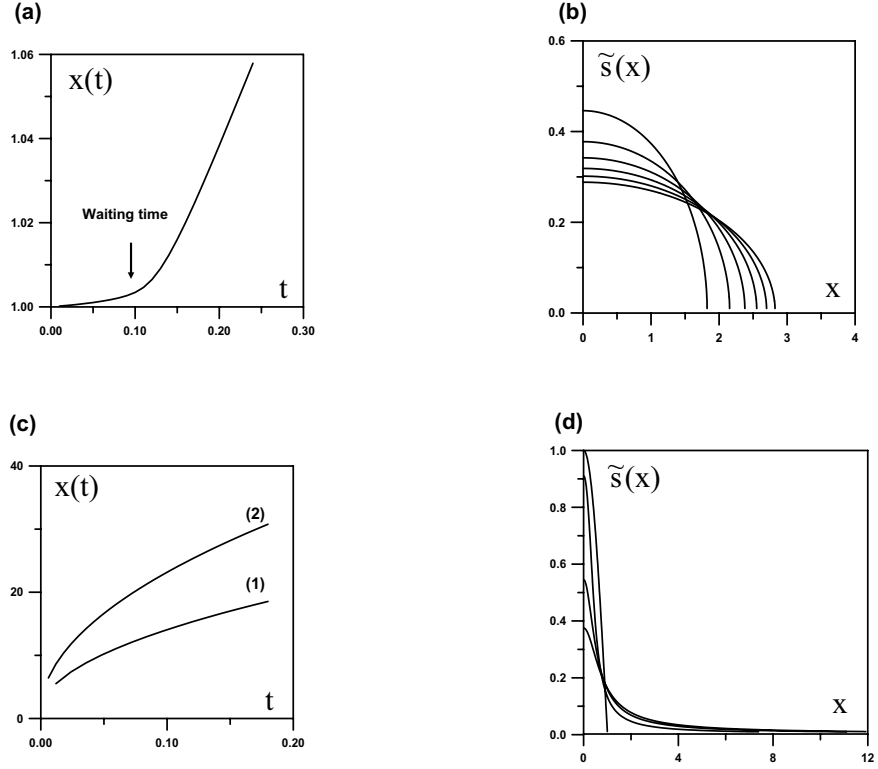 (a)
1.06
x(t)
1.04
Waiting time
1.02
t
1.00
0.00 0.10 0.20 0.30
(b)
0.6
s̃(x)
0.4
0.2
x
0.0
0 1 2 3 4
(c)
40
x(t)
(2)
20
(1)
t
0
0.00 0.10 0.20
(d)
1.0
s̃(x)
0.8
0.6
0.4
0.2
x
0.0
0 4 8 12